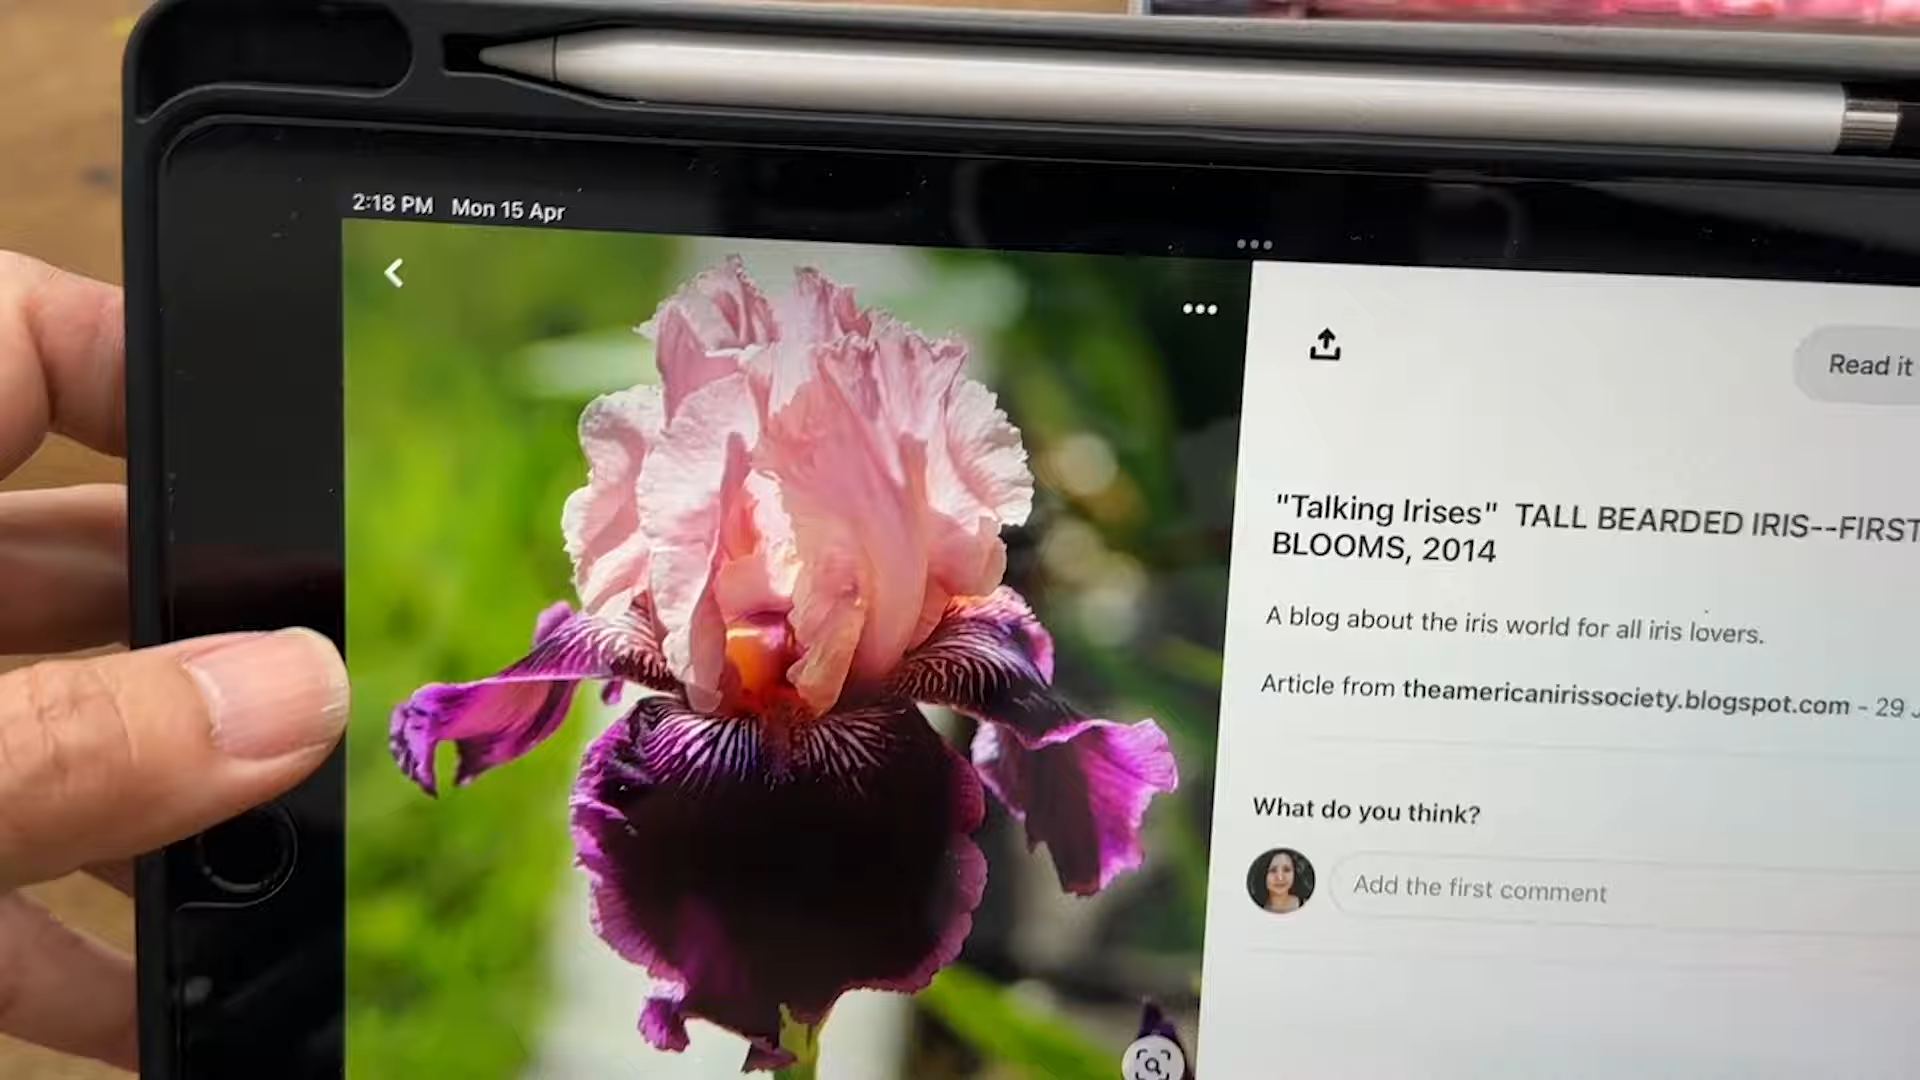 2:18 PM Mon 15 Apr
Read it
"Talking Irises" TALL BEARDED IRIS--FIRST
BLOOMS, 2014
A blog about the iris world for all iris lovers.
Article from theamericanirissociety.blogspot.com - 29
What do you think?
Add the first comment